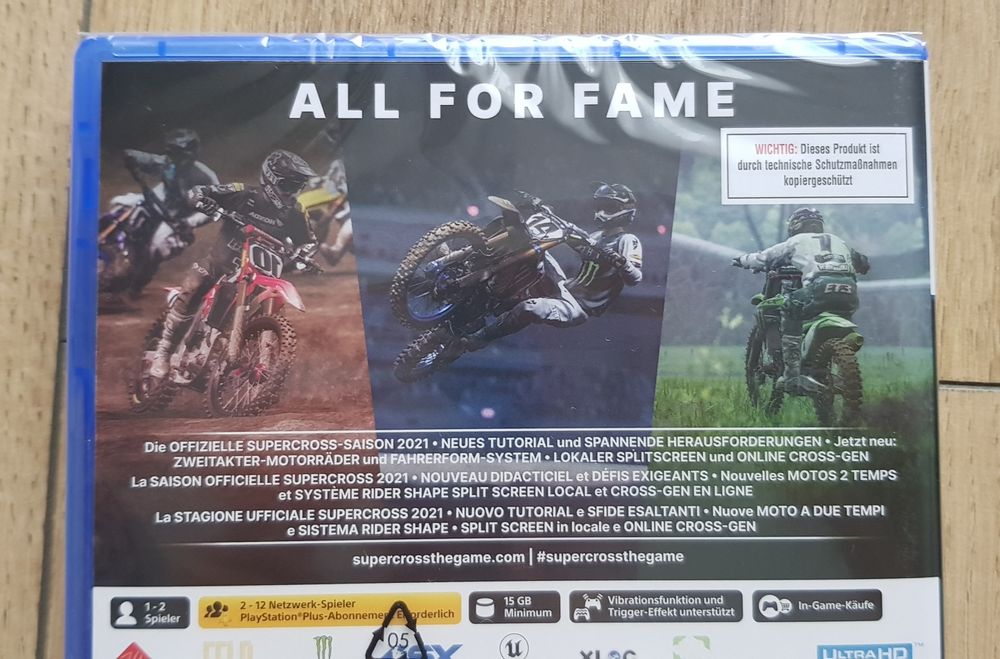 ALL FOR FAME
WICHTIG: Dieses Produkt ist
durch technische Schutzmaßnahmen
kopiergeschützt
01
14
1
ET3
Die OFFIZIELLE SUPERCROSS-SAISON 2021 • NEUES TUTORIAL und SPANNENDE HERAUSFORDERUNGEN • Jetzt neu:
ZWEITAKTER-MOTORRÄDER und FAHRERFORM-SYSTEM • LOKALER SPLITSCREEN und ONLINE CROSS-GEN
La SAISON OFFICIELLE SUPERCROSS 2021 • NOUVEAU DIDACTICIEL et DÉFIS EXIGEANTS • Nouvelles MOTOS 2 TEMPS
et SYSTÈME RIDER SHAPE SPLIT SCREEN LOCAL et CROSS-GEN EN LIGNE
La STAGIONE UFFICIALE SUPERCROSS 2021 • NUOVO TUTORIAL e SFIDE ESALTANTI • Nuove MOTO A DUE TEMPI
e SISTEMA RIDER SHAPE • SPLIT SCREEN in locale e ONLINE CROSS-GEN
supercrossthegame.com | #supercrossthegame
1 - 2
Spieler
2 - 12 Netzwerk-Spieler
PlayStation®Plus-Abonnement Erforderlich
15 GB
Minimum
Vibrationsfunktion und
Trigger-Effekt unterstützt
In-Game-Käufe
05
ULTRAHD